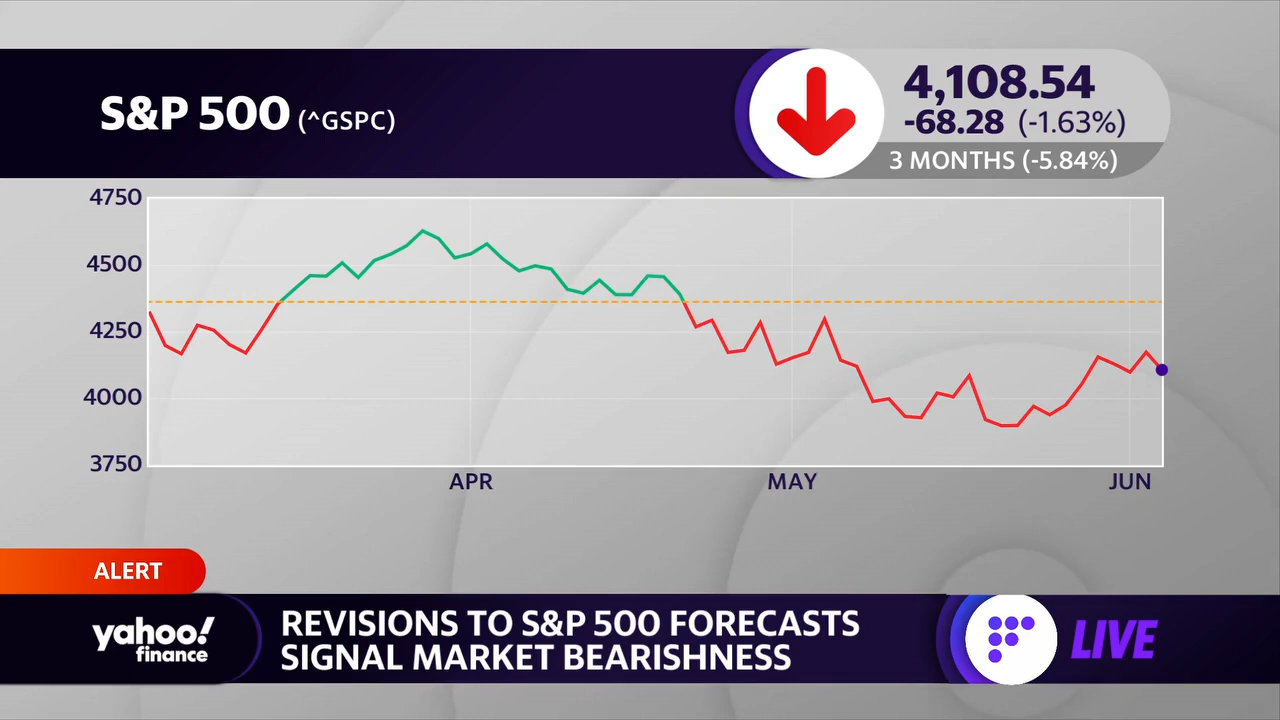 S&P 500 (^GSPC)
4,108.54
-68.28 (-1.63%)
3 MONTHS (-5.84%)
4750
4500
4250
4000
3750
APR MAY JUN
ALERT
yahoo!
finance
REVISIONS TO S&P 500 FORECASTS
SIGNAL MARKET BEARISHNESS
LIVE